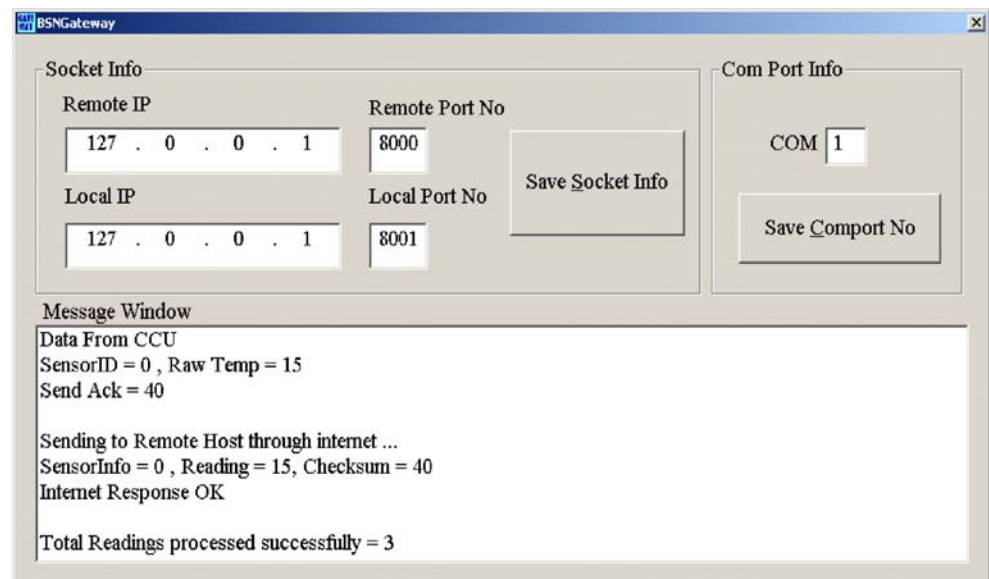 BSNGateway
Socket Info
Remote IP
Remote Port No
127 . 0 . 0 . 1
8000
Local IP
Local Port No
127 . 0 . 0 . 1
8001
Save Socket Info
Com Port Info
COM 1
Save Comport No
Message Window
Data From CCU
SensorID = 0 , Raw Temp = 15
Send Ack = 40
Sending to Remote Host through internet ...
SensorInfo = 0 , Reading = 15, Checksum = 40
Internet Response OK
Total Readings processed successfully = 3